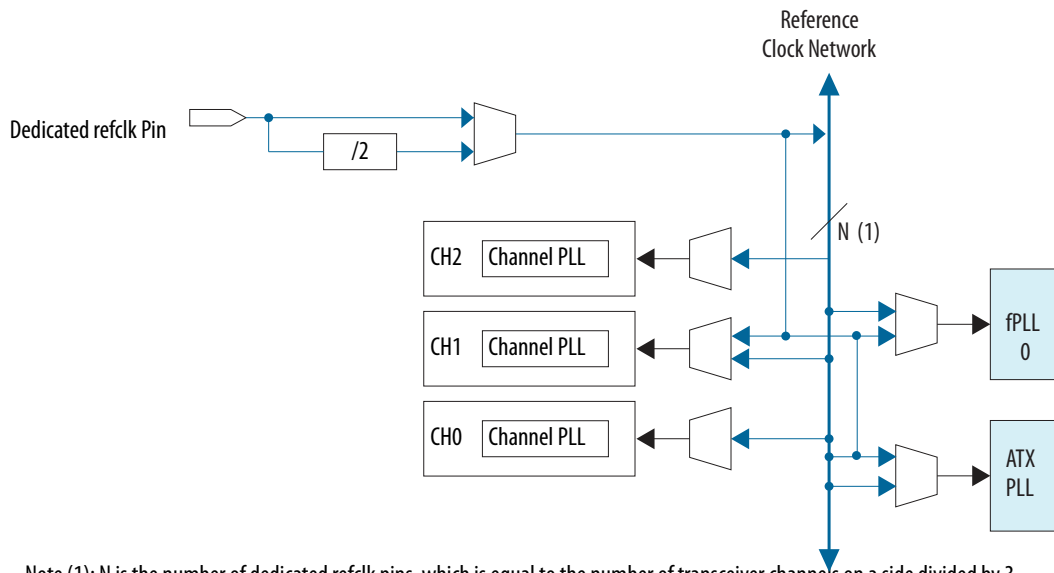 Reference
Clock Network
Dedicated refclk Pin
/2
N (1)
CH2 Channel PLL
fPLL
0
CH1 Channel PLL
CH0 Channel PLL
ATX
PLL
Note (1): N is the number of dedicated refclk pins, which is equal to the number of transceiver channels on a side divided by 3.